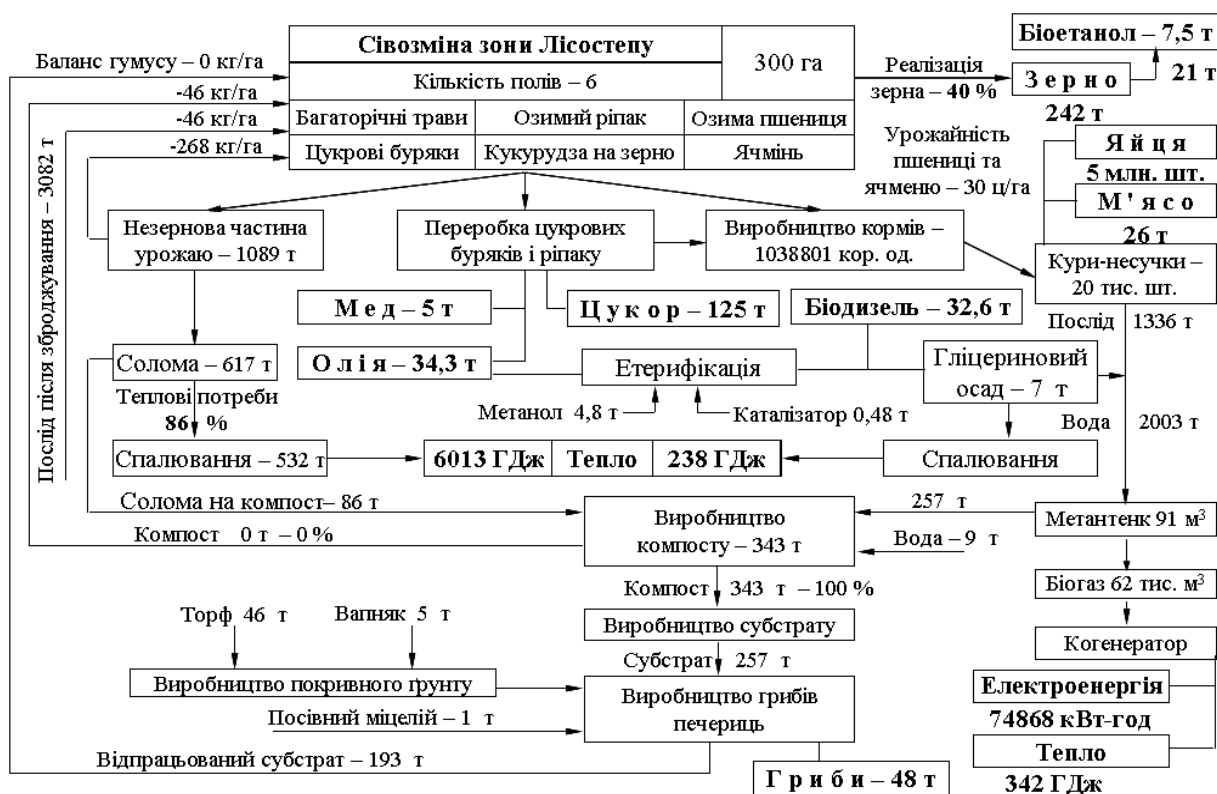 Біоетанол – 7,5 т
Сівозміна зони Лісостепу
300 га
Баланс гумусу – 0 кг/га
Реалізація
зерна – 40 %
Зерно
21 т
Кількість полів – 6
242 т
-46 кг/га
Багаторічні трави
Озимий ріпак
Озима пшениця
Урожайність
пшениці та
ячменю – 30 ц/га
-46 кг/га
-268 кг/га
Цукрові буряки
Кукурудза на зерно
Ячмінь
Яйця
5 млн. шт.
М'ясо
26 т
Послід після зброджування – 3082 т
Незернова частина
урожаю – 1089 т
Переробка цукрових
буряків і ріпаку
Виробництво кормів –
1038801 кор. од.
Кури-несучки –
20 тис. шт.
Мед – 5 т
Цукор – 125 т
Біодизель – 32,6 т
Послід 1336 т
Солома – 617 т
Олія – 34,3 т
Етерифікація
Гліцериновий
осад – 7 т
Теплові потреби
86 %
Метанол 4,8 т
Каталізатор 0,48 т
Вода 2003 т
Спалювання – 532 т
6013 ГДж
Тепло
238 ГДж
Спалювання
Солома на компост– 86 т
257 т
Метантенк 91 м³
Компост 0 т – 0 %
Виробництво
компосту – 343 т
Вода – 9 т
Компост 343 т – 100 %
Біогаз 62 тис. м³
Торф 46 т
Вапняк 5 т
Виробництво субстрату
Когенератор
Субстрат 257 т
Виробництво покривного ґрунту
Виробництво грибів
печериць
Електроенергія
74868 кВт-год
Посівний міцелій – 1 т
Тепло
342 ГДж
Відпрацьований субстрат – 193 т
Гриби – 48 т